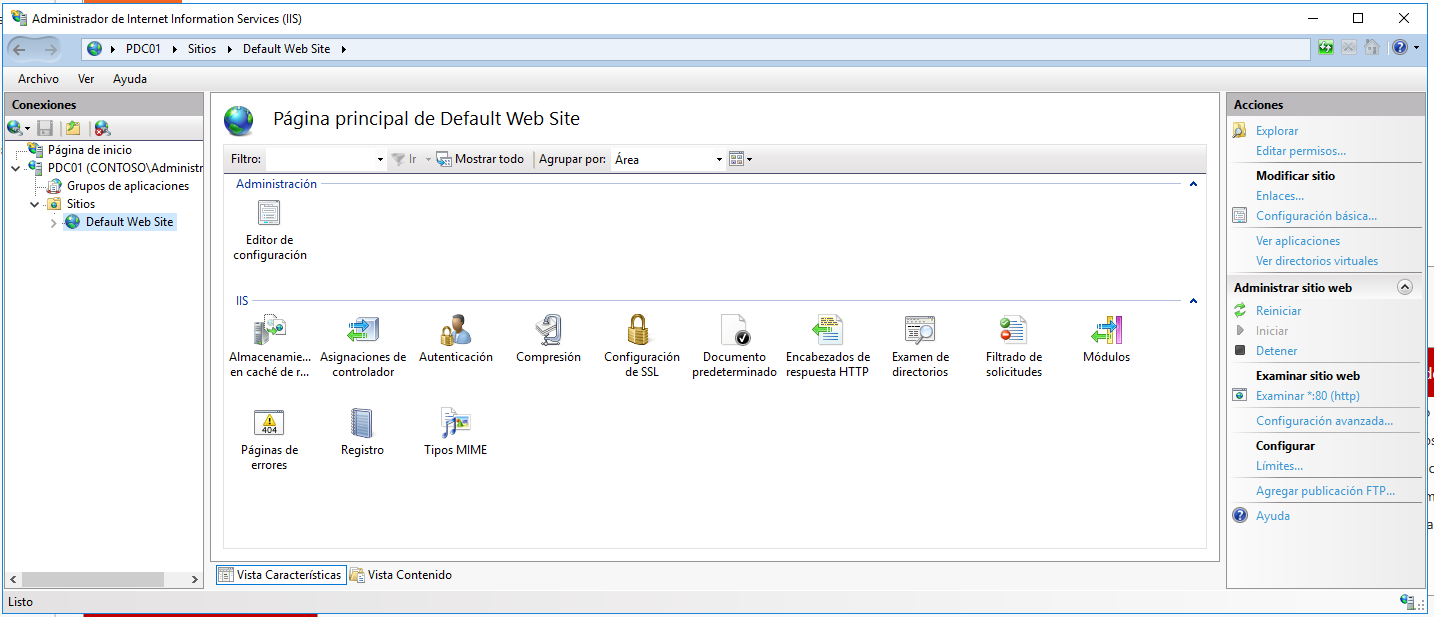 Administrador de Internet Information Services (IIS)
PDC01 Sitios Default Web Site
Archivo Ver Ayuda
Conexiones
Página de inicio
PDC01 (CONTOSO\Administr
Grupos de aplicaciones
Sitios
Default Web Site
Página principal de Default Web Site
Filtro: Ir Mostrar todo Agrupar por: Área
Administración
Editor de
configuración
IIS
Almacenamie... Asignaciones de Autenticación Compresión Configuración Documento Encabezados de Examen de Filtrado de Módulos
en caché de r... controlador de SSL predeterminado respuesta HTTP directorios solicitudes
404
Páginas de Registro Tipos MIME
errores
Vista Características Vista Contenido
Acciones
Explorar
Editar permisos...
Modificar sitio
Enlaces...
Configuración básica...
Ver aplicaciones
Ver directorios virtuales
Administrar sitio web
Reiniciar
Iniciar
Detener
Examinar sitio web
Examinar *:80 (http)
Configuración avanzada...
Configurar
Límites...
Agregar publicación FTP...
Ayuda
Listo